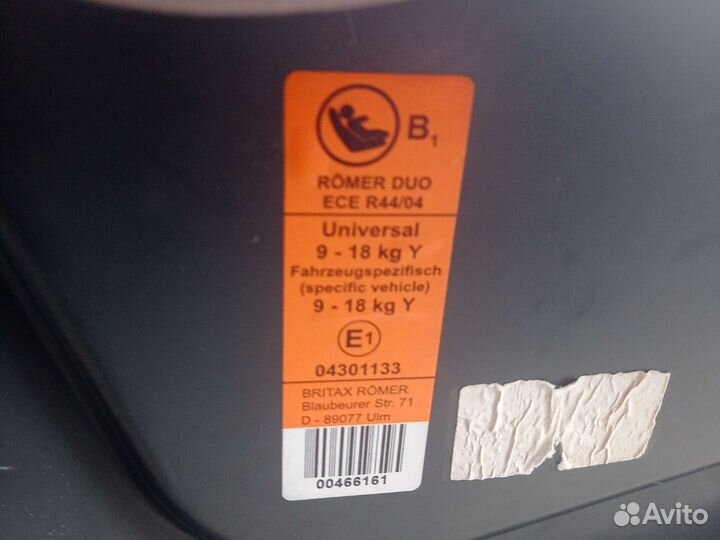 B1
RÖMER DUO
ECE R44/04
Universal
9 - 18 kg Y
Fahrzeugspezifisch
(specific vehicle)
9 - 18 kg Y
E1
04301133
BRITAX RÖMER
Blaubeurer Str. 71
D - 89077 Ulm
00466161
Avito